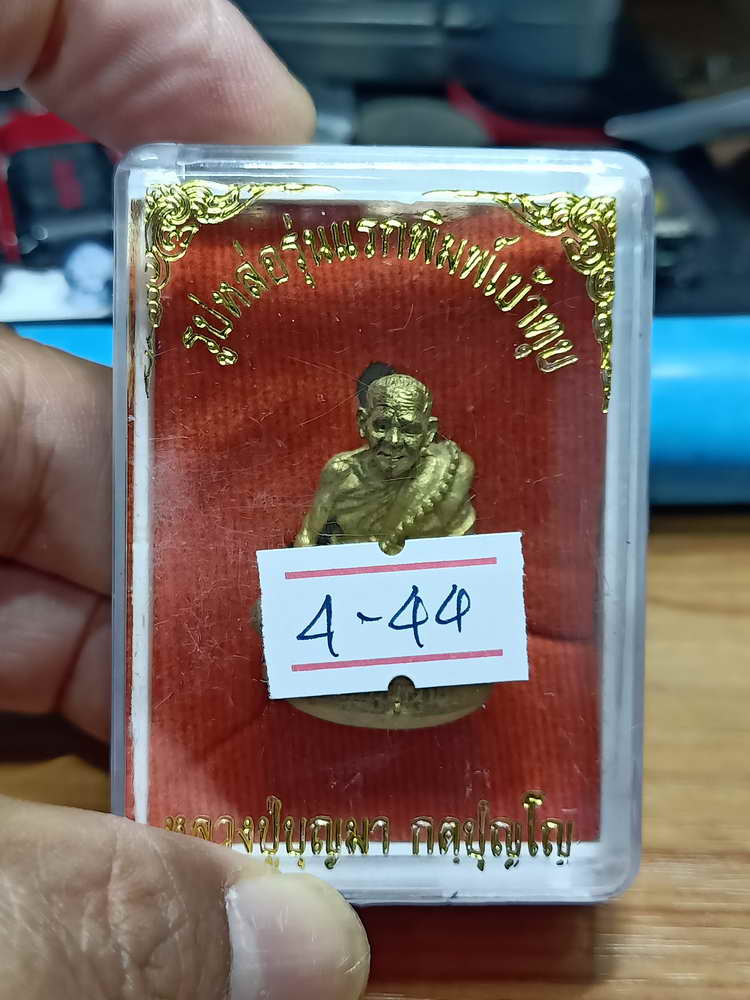 รูปหล่อรุ่นแรกพิมพ์เบ้าทุบ
4-44
หลวงปู่บุญมา กตปุญโญ